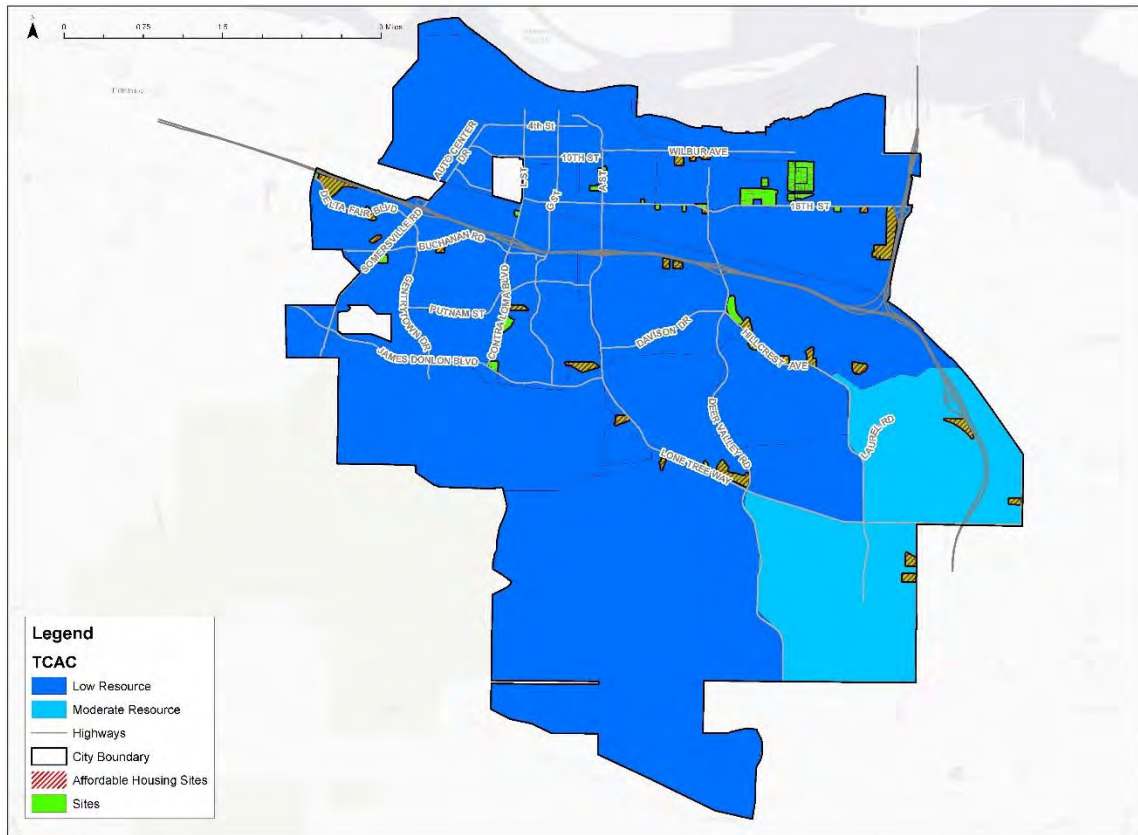 0 0.75 1.5 3 Miles
4th St
AUTO CENTER DR
10TH ST
WILBUR AVE
L ST
G ST
A ST
18TH ST
DELTA FAIR BLVD
SOMERSVILLE RD
BUCHANAN RD
GENTRYTOWN DR
PUTNAM ST
CONTRA LOMA BLVD
DAVISON DR
HILLCREST AVE
JAMES DONLON BLVD
DEER VALLEY RD
LAUREL RD
LONE TREE WAY
Legend
TCAC
Low Resource
Moderate Resource
Highways
City Boundary
Affordable Housing Sites
Sites